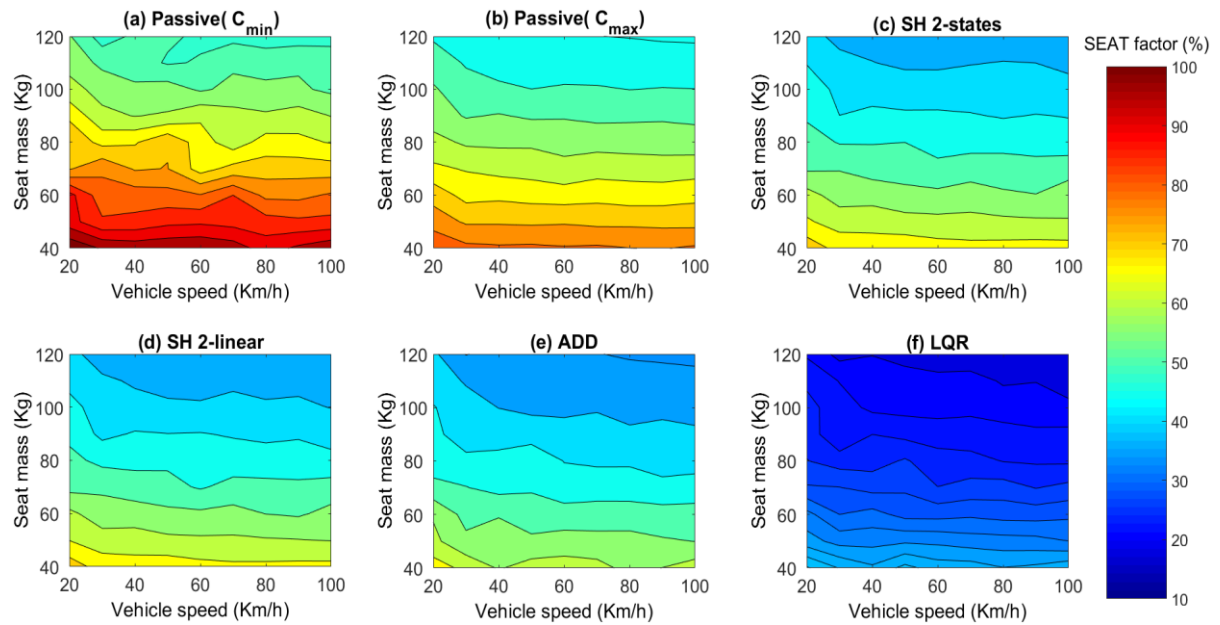 (a) Passive( Cmin)
(b) Passive( Cmax)
(c) SH 2-states
SEAT factor (%)
120
100
80
60
40
Seat mass (Kg)
20 40 60 80 100
Vehicle speed (Km/h)
120
100
80
60
40
Seat mass (Kg)
20 40 60 80 100
Vehicle speed (Km/h)
120
100
80
60
40
Seat mass (Kg)
20 40 60 80 100
Vehicle speed (Km/h)
(d) SH 2-linear
(e) ADD
(f) LQR
120
100
80
60
40
Seat mass (Kg)
20 40 60 80 100
Vehicle speed (Km/h)
120
100
80
60
40
Seat mass (Kg)
20 40 60 80 100
Vehicle speed (Km/h)
120
100
80
60
40
Seat mass (Kg)
20 40 60 80 100
Vehicle speed (Km/h)
100
90
80
70
60
50
40
30
20
10